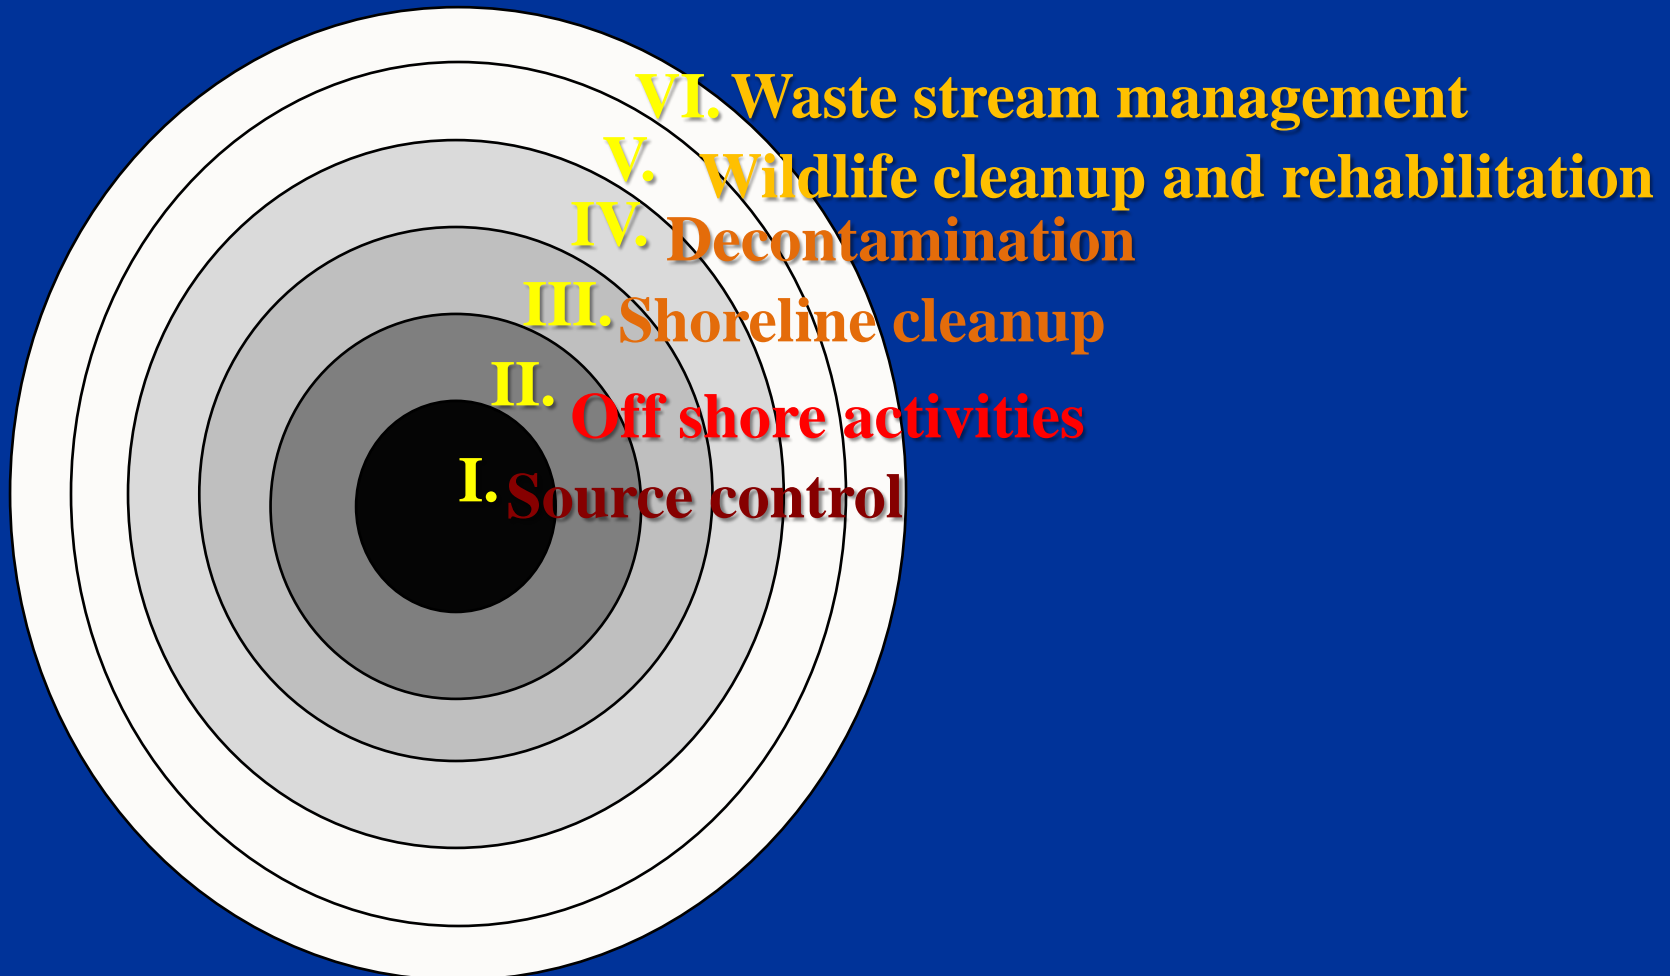 VI. Waste stream management
V. Wildlife cleanup and rehabilitation
IV. Decontamination
III. Shoreline cleanup
II. Off shore activities
I. Source control